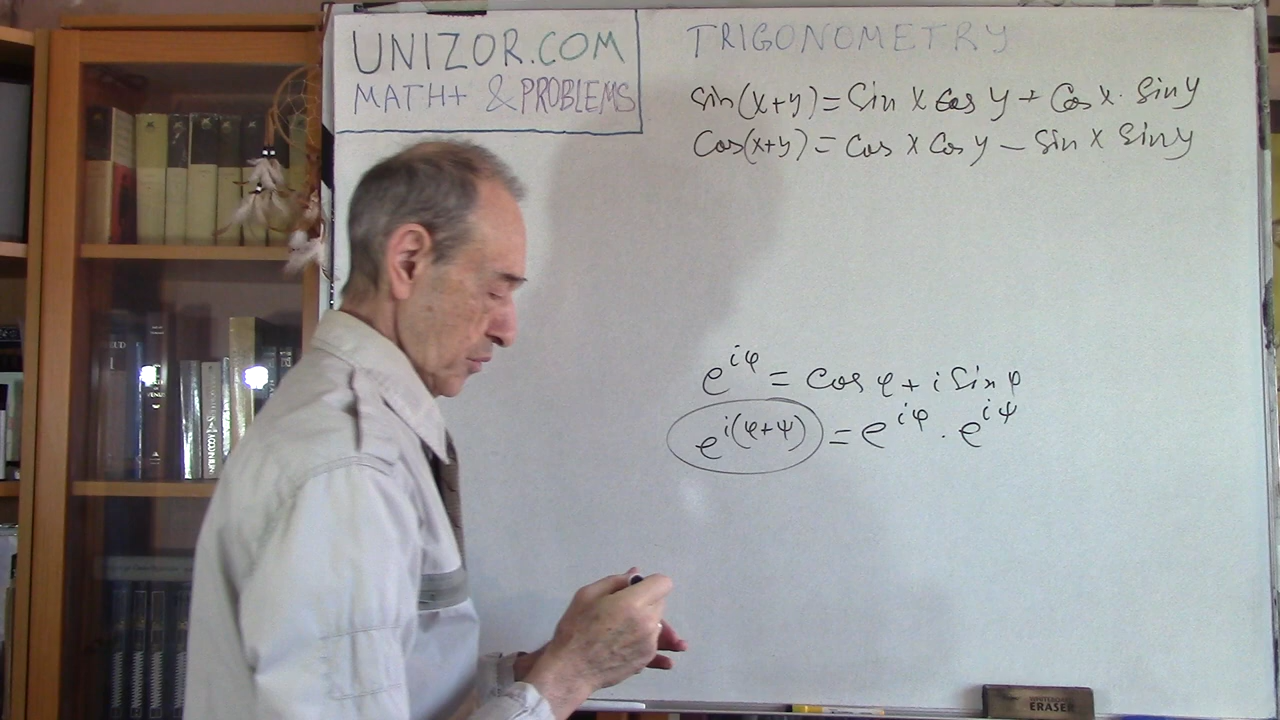 UNIZOR.COM
MATH+ & PROBLEMS
TRIGONOMETRY
sin(x+y)=Sin x Cos y + Cos x · Sin y
Cos(x+y)=Cos x Cos y – Sin x Sin y
e^{iφ} = Cos φ + i Sin φ
e^{i(φ+ψ)} = e^{iφ} · e^{iψ}
ERASER